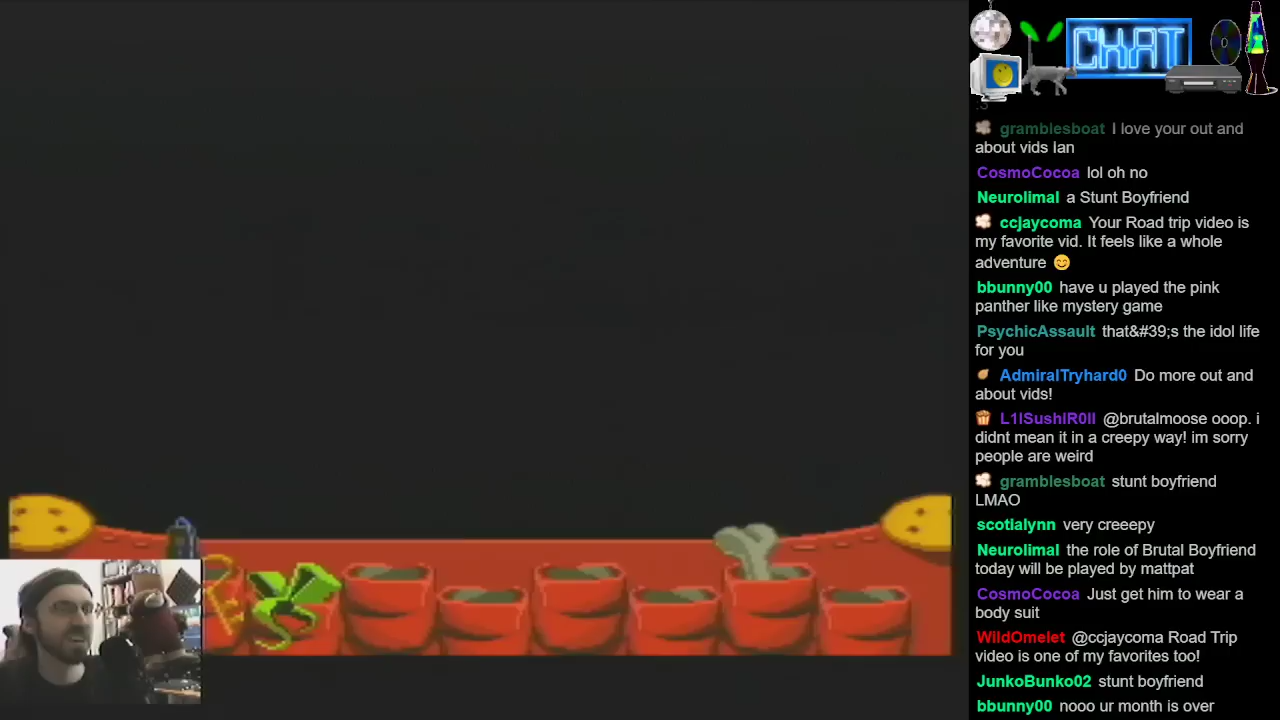 CHAT
:3
gramblesboat I love your out and
about vids Ian
CosmoCocoa lol oh no
Neurolimal a Stunt Boyfriend
ccjaycoma Your Road trip video is
my favorite vid. It feels like a whole
adventure 😊
bbunny00 have u played the pink
panther like mystery game
PsychicAssault that&#39;s the idol life
for you
AdmiralTryhard0 Do more out and
about vids!
L1lSushIR0ll @brutalmoose ooop. i
didnt mean it in a creepy way! im sorry
people are weird
gramblesboat stunt boyfriend
LMAO
scotialynn very creeepy
Neurolimal the role of Brutal Boyfriend
today will be played by mattpat
CosmoCocoa Just get him to wear a
body suit
WildOmelet @ccjaycoma Road Trip
video is one of my favorites too!
JunkoBunko02 stunt boyfriend
bbunny00 nooo ur month is over